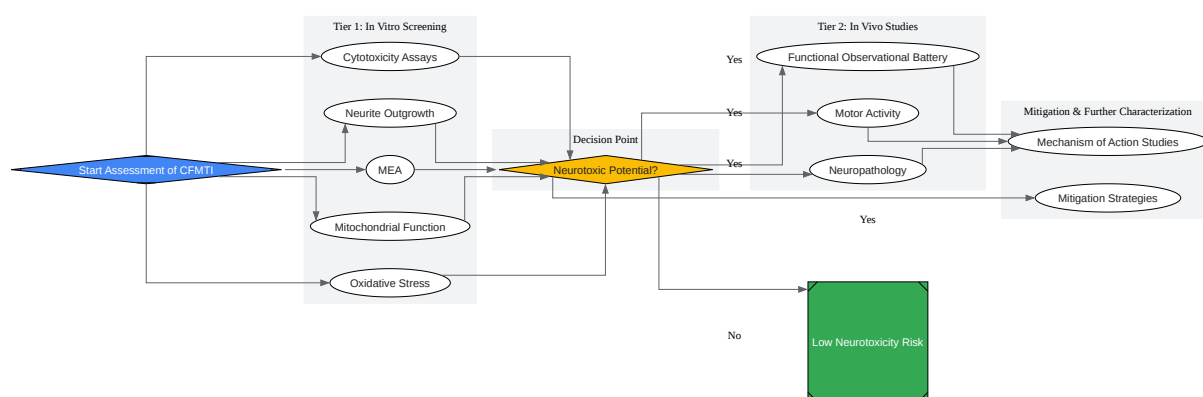 Tier 1: In Vitro Screening
Cytotoxicity Assays
Neurite Outgrowth
Start Assessment of CFMTI
MEA
Mitochondrial Function
Oxidative Stress
Decision Point
Neurotoxic Potential?
Yes
Yes
Yes
Yes
No
Tier 2: In Vivo Studies
Functional Observational Battery
Motor Activity
Neuropathology
Mitigation & Further Characterization
Mechanism of Action Studies
Mitigation Strategies
Low Neurotoxicity Risk